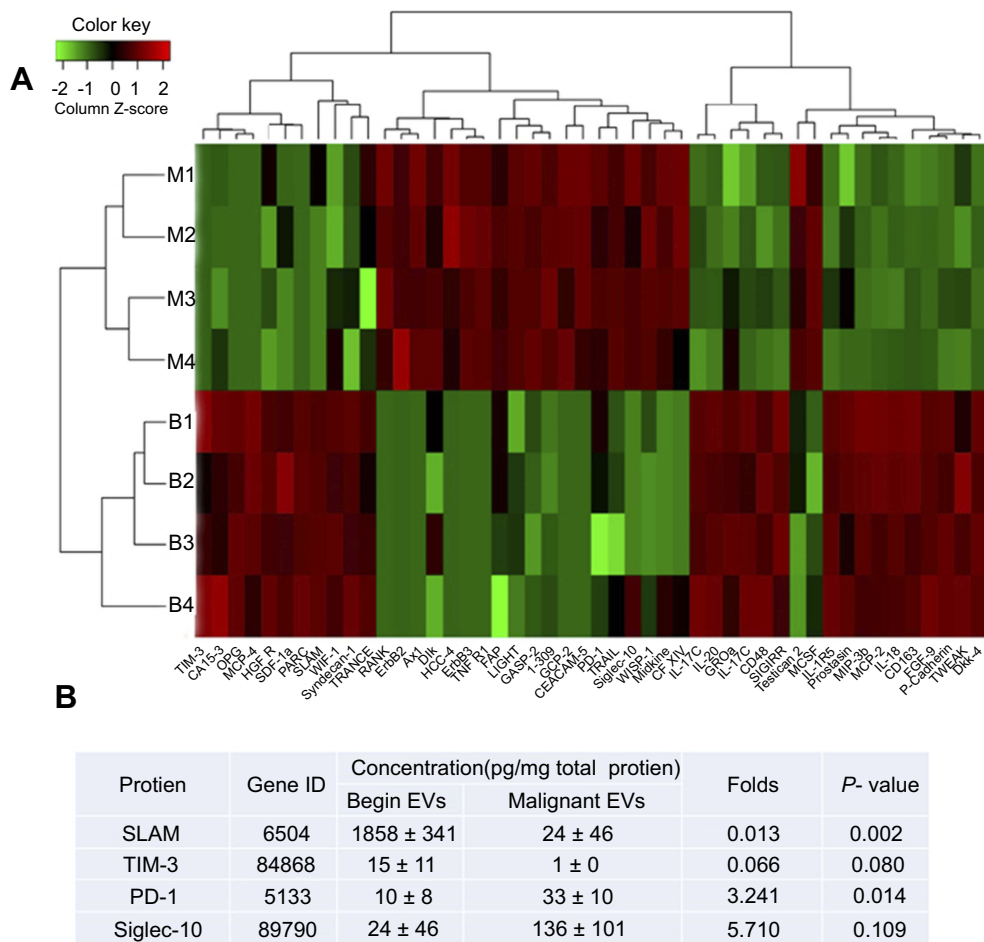 Color key
A
-2 -1 0 1 2
Column Z-score
M1
M2
M3
M4
B1
B2
B3
B4
TIM-3
CA15-3
OPG
MCP-4
HGF R
SDF-1a
PARC
SLAM
WIF-1
Syndecan-1
TRANCE
RANK
ErbB2
AXI
Dlk
HCC-4
ErbB3
TNF R1
FAP
LIGHT
GASP-2
I-309
GCP-2
CEACAM-5
PD-1
TRAIL
Siglec-10
WISP-1
Midkine
CF XIV
IL-17C
IL-20
GROa
IL-17C
CD48
SIGIRR
Testican 2
MCSF
IL-1R5
Prostasin
MIP-3b
MCP-2
IL-18
CD163
FGF-9
P-Cadherin
TWEAK
Dkk-4
B
Protien Gene ID Concentration(pg/mg total protien) Folds P- value
Begin EVs Malignant EVs
SLAM 6504 1858 ± 341 24 ± 46 0.013 0.002
TIM-3 84868 15 ± 11 1 ± 0 0.066 0.080
PD-1 5133 10 ± 8 33 ± 10 3.241 0.014
Siglec-10 89790 24 ± 46 136 ± 101 5.710 0.109